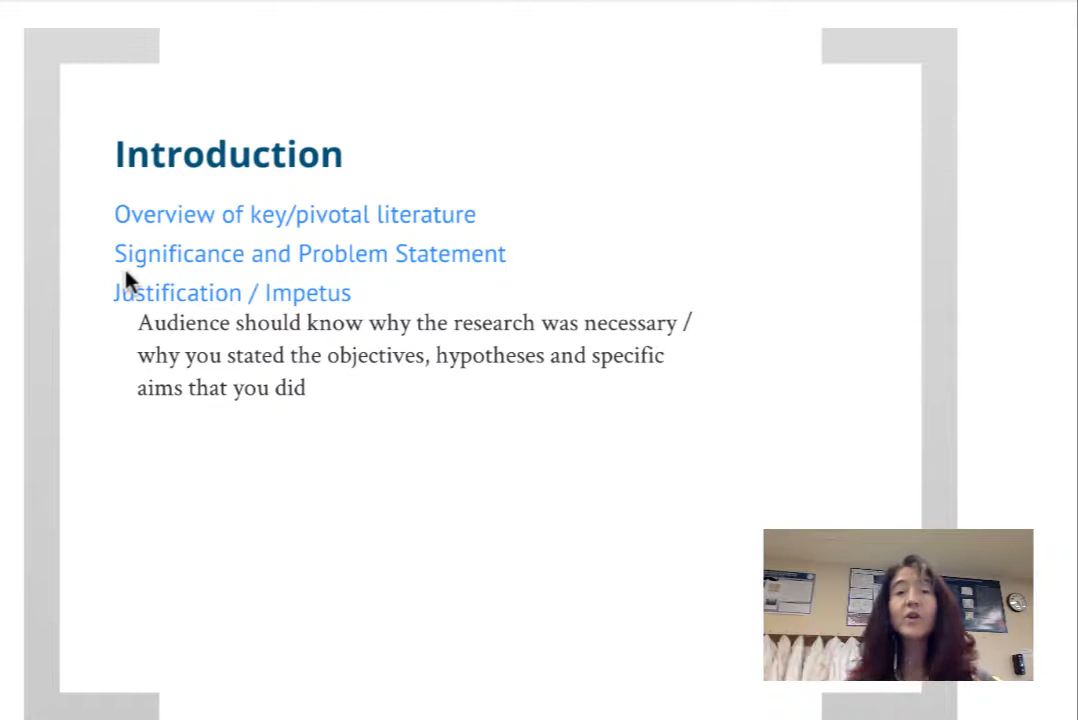 Introduction
Overview of key/pivotal literature
Significance and Problem Statement
Justification / Impetus
Audience should know why the research was necessary /
why you stated the objectives, hypotheses and specific
aims that you did